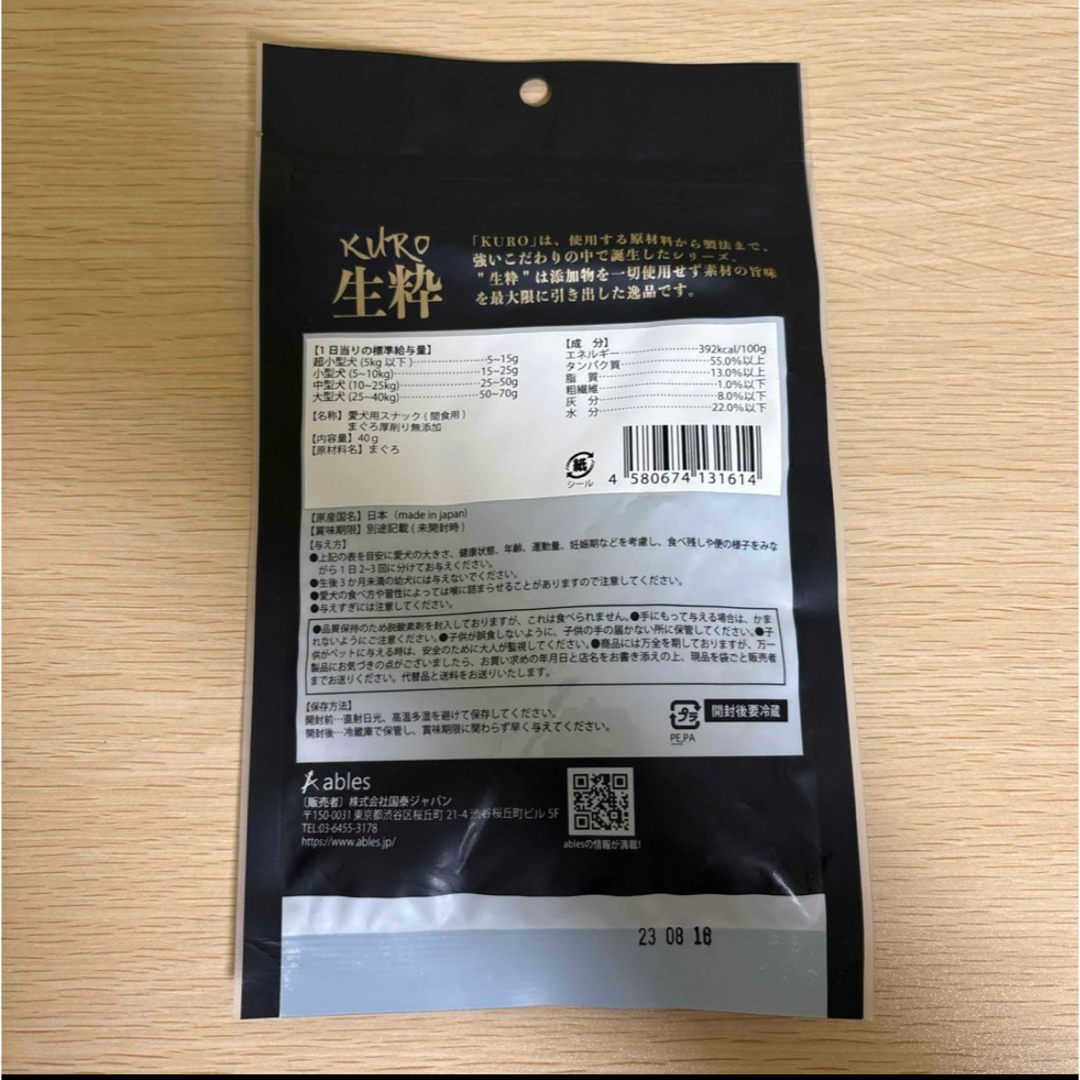 KURO
生粋
「KURO」は、使用する原材料から製法まで、
強いこだわりの中で誕生したシリーズ。
"生粋"は添加物を一切使用せず素材の旨味
を最大限に引き出した逸品です。
【1日当りの標準給与量】
超小型犬(5kg以下)……………………5~15g
小型犬(5~10kg)……………………15~25g
中型犬(10~25kg)……………………25~50g
大型犬(25~40kg)……………………50~70g
【名称】愛犬用スナック(間食用)
まぐろ厚削り無添加
【内容量】40g
【原材料名】まぐろ
【成 分】
エネルギー……………………392kcal/100g
タンパク質……………………55.0%以上
脂 質……………………13.0%以上
粗繊維……………………1.0%以下
灰 分……………………8.0%以下
水 分……………………22.0%以下
紙
シール
4 580674 131614
【原産国名】日本(made in japan)
【賞味期限】別途記載(未開封時)
【与え方】
●上記の表を目安に愛犬の大きさ、健康状態、年齢、運動量、妊娠期などを考慮し、食べ残しや便の様子をみな
がら1日2~3回に分けてお与えください。
●生後3か月未満の幼犬には与えないでください。
●愛犬の食べ方や習性によっては喉に詰まらせることがありますので注意してください。
●与えすぎには注意してください。
●品質保持のため脱酸素剤を封入しておりますが、これは食べられません。●手にもって与える場合は、かま
れないようにご注意ください。●子供が誤食しないように、子供の手の届かない所に保管してください。●子
供がペットに与える時は、安全のために大人が監視してください。●商品には万全を期しておりますが、万一
製品にお気づきの点がございましたら、お買い求めの年月日と店名をお書き添えの上、現品を袋ごと販売者
までお送りください。代替品と送料をお送りいたします。
【保存方法】
開封前…直射日光、高温多湿を避けて保存してください。
開封後…冷蔵庫で保管し、賞味期限に関わらず早く与えてください。
プラ
PE,PA
開封後要冷蔵
ables
〔販売者〕株式会社国泰ジャパン
〒150-0031 東京都渋谷区桜丘町 21-4 渋谷桜丘町ビル 5F
TEL:03-6455-3178
https://www.ables.jp/
ablesの情報が満載!
23 08 18